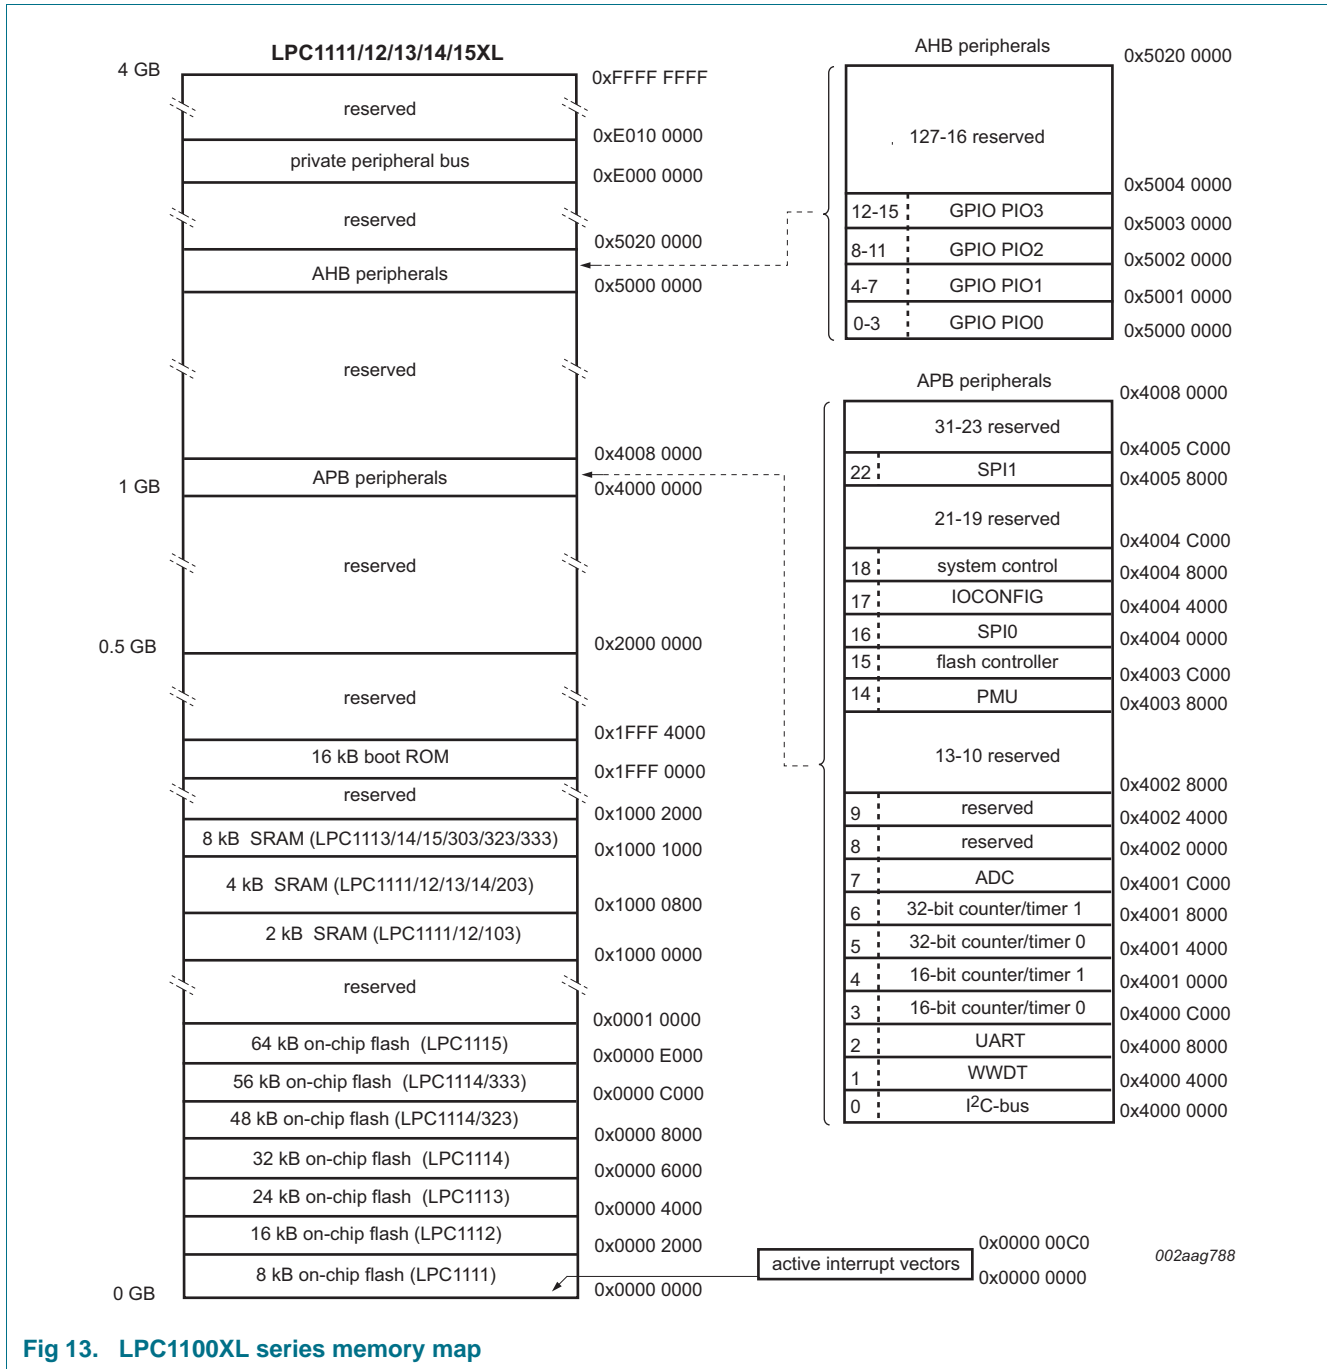 LPC1111/12/13/14/15XL
4 GB
0xFFFF FFFF
reserved
0xE010 0000
private peripheral bus
0xE000 0000
reserved
0x5020 0000
AHB peripherals
0x5000 0000
reserved
0x4008 0000
APB peripherals
1 GB
0x4000 0000
reserved
0.5 GB
0x2000 0000
reserved
0x1FFF 4000
16 kB boot ROM
0x1FFF 0000
reserved
0x1000 2000
8 kB SRAM (LPC1113/14/15/303/323/333)
0x1000 1000
4 kB SRAM (LPC1111/12/13/14/203)
0x1000 0800
2 kB SRAM (LPC1111/12/103)
0x1000 0000
reserved
0x0001 0000
64 kB on-chip flash (LPC1115)
0x0000 E000
56 kB on-chip flash (LPC1114/333)
0x0000 C000
48 kB on-chip flash (LPC1114/323)
0x0000 8000
32 kB on-chip flash (LPC1114)
0x0000 6000
24 kB on-chip flash (LPC1113)
0x0000 4000
16 kB on-chip flash (LPC1112)
0x0000 2000
8 kB on-chip flash (LPC1111)
0 GB
0x0000 0000
AHB peripherals
0x5020 0000
127-16 reserved
0x5004 0000
12-15 GPIO PIO3
0x5003 0000
8-11 GPIO PIO2
0x5002 0000
4-7 GPIO PIO1
0x5001 0000
0-3 GPIO PIO0
0x5000 0000
APB peripherals
0x4008 0000
31-23 reserved
0x4005 C000
22 SPI1
0x4005 8000
21-19 reserved
0x4004 C000
18 system control
0x4004 8000
17 IOCONFIG
0x4004 4000
16 SPI0
0x4004 0000
15 flash controller
0x4003 C000
14 PMU
0x4003 8000
13-10 reserved
0x4002 8000
9 reserved
0x4002 4000
8 reserved
0x4002 0000
7 ADC
0x4001 C000
6 32-bit counter/timer 1
0x4001 8000
5 32-bit counter/timer 0
0x4001 4000
4 16-bit counter/timer 1
0x4001 0000
3 16-bit counter/timer 0
0x4000 C000
2 UART
0x4000 8000
1 WWDT
0x4000 4000
0 I2C-bus
0x4000 0000
0x0000 00C0
active interrupt vectors
0x0000 0000
002aag788
Fig 13. LPC1100XL series memory map